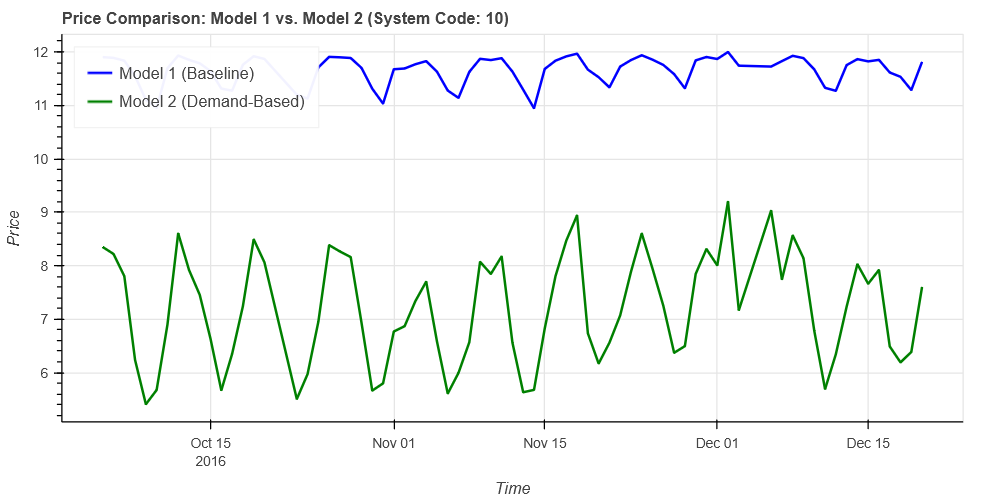 Price Comparison: Model 1 vs. Model 2 (System Code: 10)
Model 1 (Baseline)
Model 2 (Demand-Based)
12
11
10
9
8
7
6
Price
Oct 15 Nov 01 Nov 15 Dec 01 Dec 15
2016
Time